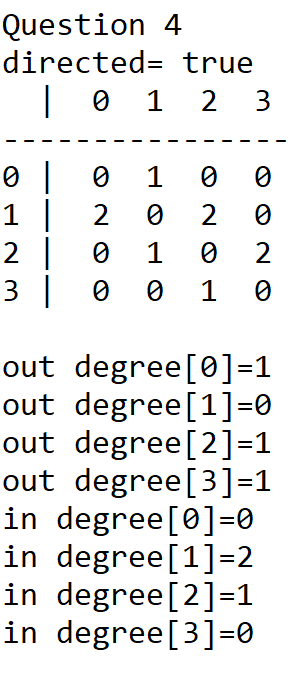 Question 4
directed= true
  |  0  1  2  3
----------------
0 |  0  1  0  0
1 |  2  0  2  0
2 |  0  1  0  2
3 |  0  0  1  0

out degree[0]=1
out degree[1]=0
out degree[2]=1
out degree[3]=1
in degree[0]=0
in degree[1]=2
in degree[2]=1
in degree[3]=0